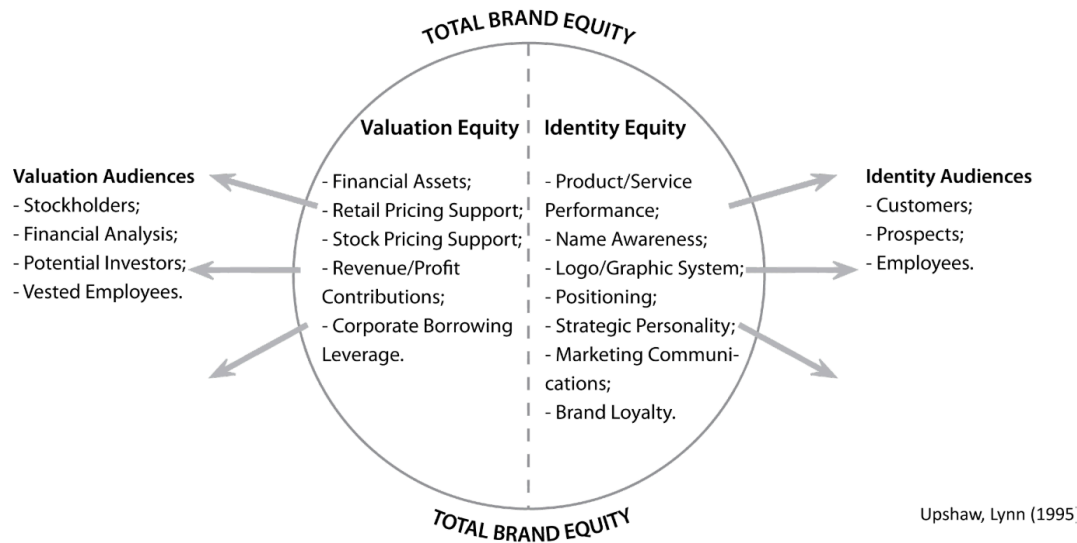 TOTAL BRAND EQUITY
Valuation Equity
Identity Equity
Valuation Audiences
- Stockholders;
- Financial Analysis;
- Potential Investors;
- Vested Employees.
- Financial Assets;
- Retail Pricing Support;
- Stock Pricing Support;
- Revenue/Profit
Contributions;
- Corporate Borrowing
Leverage.
- Product/Service
Performance;
- Name Awareness;
- Logo/Graphic System;
- Positioning;
- Strategic Personality;
- Marketing Communi-
cations;
- Brand Loyalty.
Identity Audiences
- Customers;
- Prospects;
- Employees.
TOTAL BRAND EQUITY
Upshaw, Lynn (1995)